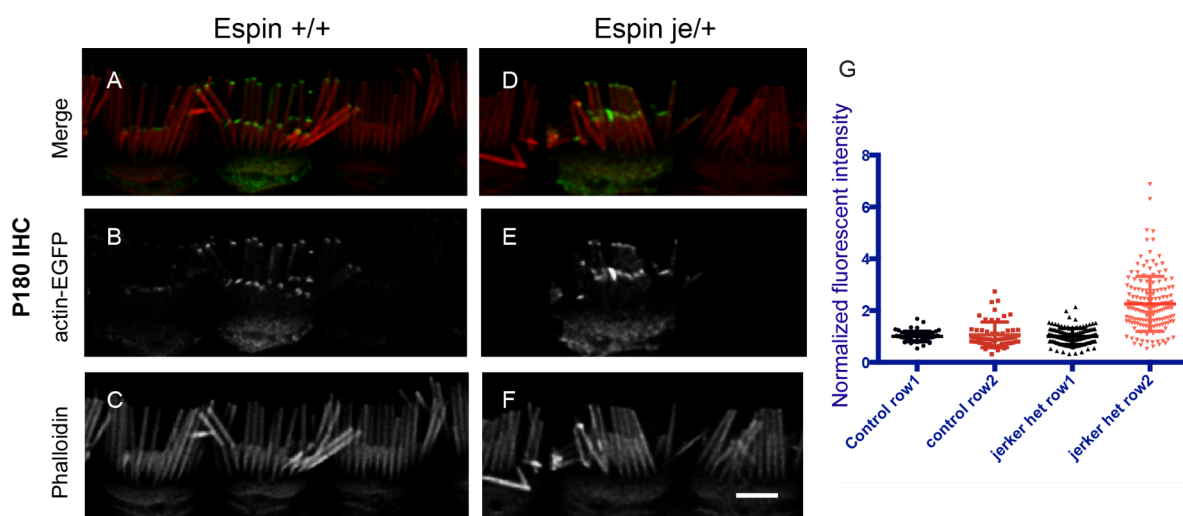 Espin +/+
Espin je/+
P180 IHC
Merge
A
D
actin-EGFP
B
E
Phalloidin
C
F
G
Normalized fluorescent intensity
8
6
4
2
0
Control row1
control row2
jerker het row1
jerker het row2